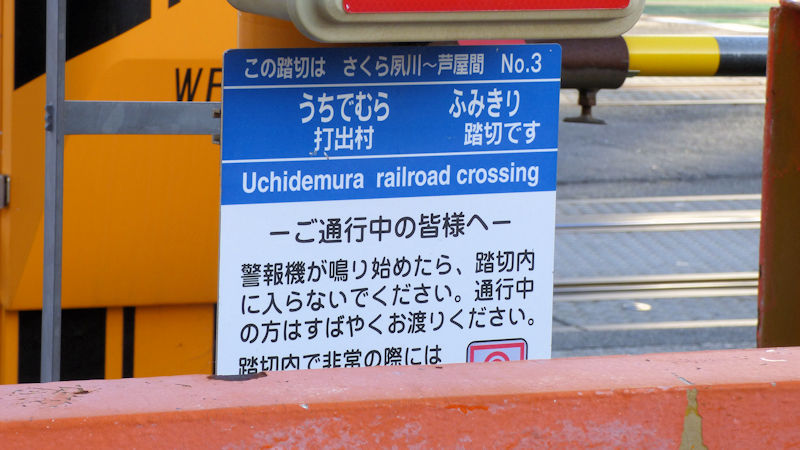 この踏切は さくら夙川～芦屋間 No.3
うちでむら ふみきり
打出村 踏切です
Uchidemura railroad crossing
ーご通行中の皆様へー
警報機が鳴り始めたら、踏切内
に入らないでください。通行中
の方はすばやくお渡りください。
踏切内で非常の際には
WE